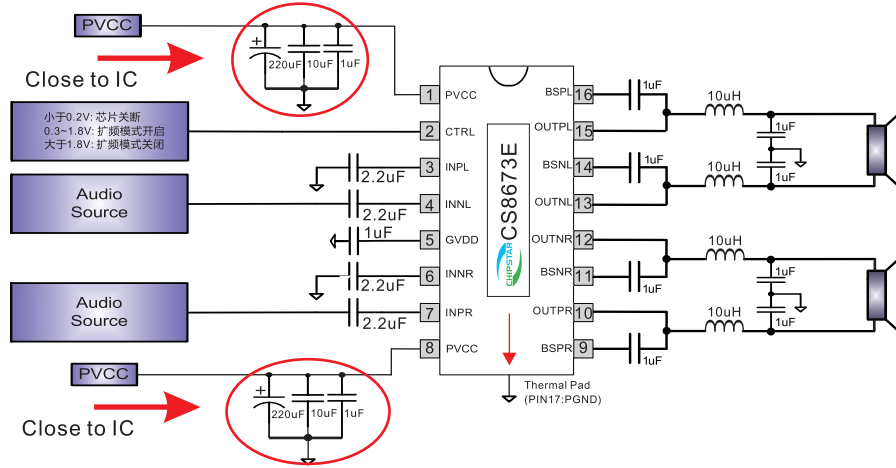 PVCC
Close to IC
+
220uF 10uF 1uF
小于0.2V: 芯片关断
0.3~1.8V: 扩频模式开启
大于1.8V: 扩频模式关闭
2.2uF
Audio
Source
2.2uF
1uF
2.2uF
Audio
Source
2.2uF
PVCC
Close to IC
+
220uF 10uF 1uF
1 PVCC
2 CTRL
3 INPL
4 INNL
5 GVDD
6 INNR
7 INPR
8 PVCC
CS8673E
CHIPSTAR
BSPL 16
OUTPL 15
BSNL 14
OUTNL 13
OUTNR 12
BSNR 11
OUTPR 10
BSPR 9
Thermal Pad
(PIN17:PGND)
1uF
10uH
1uF
1uF
1uF
10uH
10uH
1uF
1uF
1uF
10uH
1uF